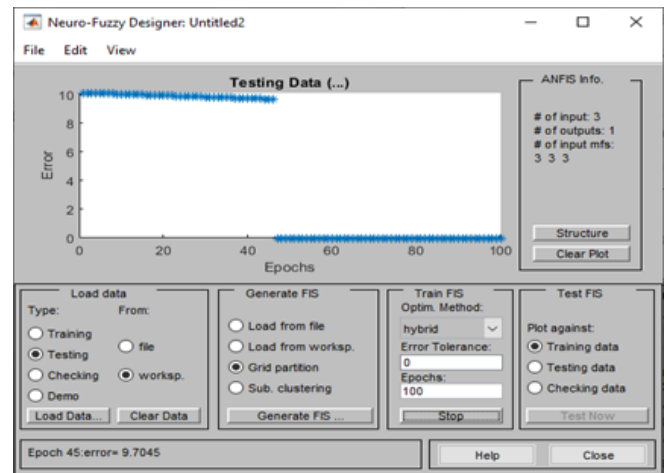 Neuro-Fuzzy Designer: Untitled2
File Edit View
Testing Data (...)
10
8
6
4
2
0
Error
0 20 40 60 80 100
Epochs
ANFIS Info.
# of input: 3
# of outputs: 1
# of input mfs:
3 3 3
Structure
Clear Plot
Load data
Type: From:
Training
Testing
Checking
Demo
file
worksp.
Load Data... Clear Data
Generate FIS
Load from file
Load from worksp.
Grid partition
Sub. clustering
Generate FIS ...
Train FIS
Optim. Method:
hybrid
Error Tolerance:
0
Epochs:
100
Stop
Test FIS
Plot against:
Training data
Testing data
Checking data
Test Now
Epoch 45:error= 9.7045
Help Close